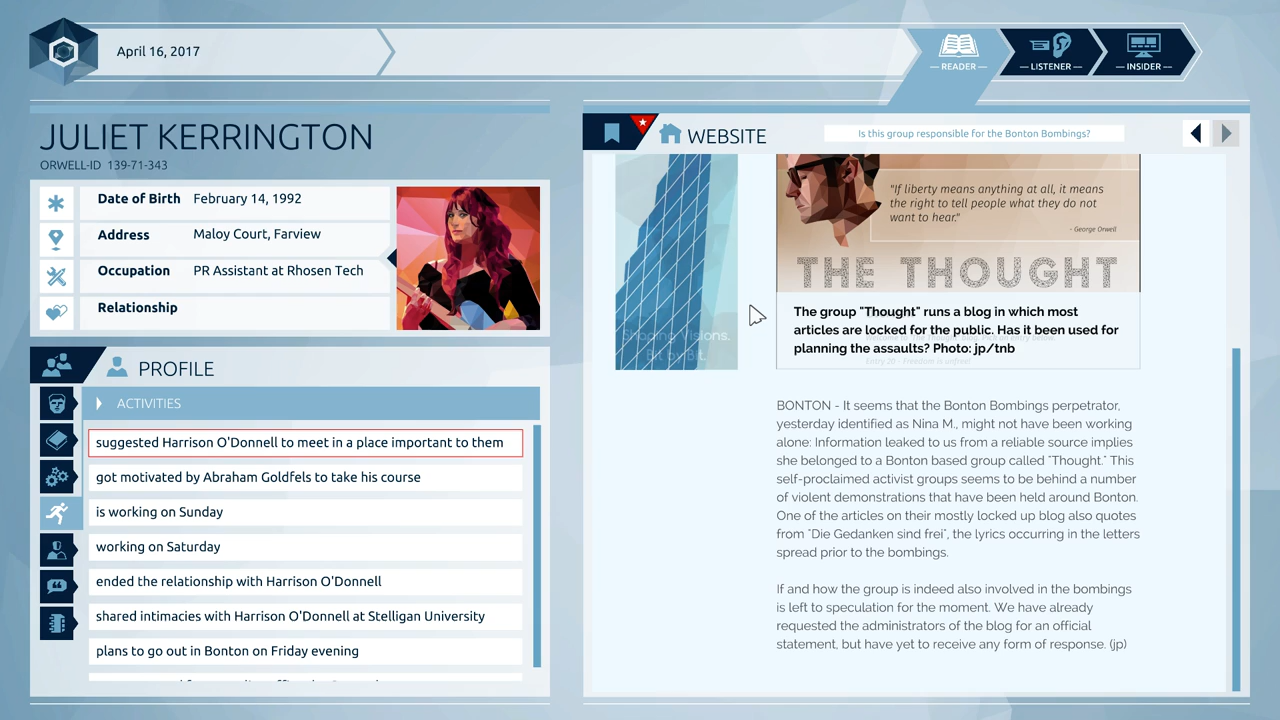 April 16, 2017
— READER —
— LISTENER —
— INSIDER —
JULIET KERRINGTON
ORWELL-ID 139-71-343
Date of Birth February 14, 1992
Address Maloy Court, Farview
Occupation PR Assistant at Rhosen Tech
Relationship
PROFILE
ACTIVITIES
suggested Harrison O'Donnell to meet in a place important to them
got motivated by Abraham Goldfels to take his course
is working on Sunday
working on Saturday
ended the relationship with Harrison O'Donnell
shared intimacies with Harrison O'Donnell at Stelligan University
plans to go out in Bonton on Friday evening
WEBSITE
Is this group responsible for the Bonton Bombings?
Shaping Visions.
Bit by Bit.
"If liberty means anything at all, it means
the right to tell people what they do not
want to hear."
- George Orwell
THE THOUGHT
The group "Thought" runs a blog in which most
articles are locked for the public. Has it been used for
planning the assaults? Photo: jp/tnb
Entry 20 - Freedom is unfree!
BONTON - It seems that the Bonton Bombings perpetrator,
yesterday identified as Nina M., might not have been working
alone: Information leaked to us from a reliable source implies
she belonged to a Bonton based group called "Thought." This
self-proclaimed activist groups seems to be behind a number
of violent demonstrations that have been held around Bonton.
One of the articles on their mostly locked up blog also quotes
from "Die Gedanken sind frei", the lyrics occurring in the letters
spread prior to the bombings.
If and how the group is indeed also involved in the bombings
is left to speculation for the moment. We have already
requested the administrators of the blog for an official
statement, but have yet to receive any form of response. (jp)